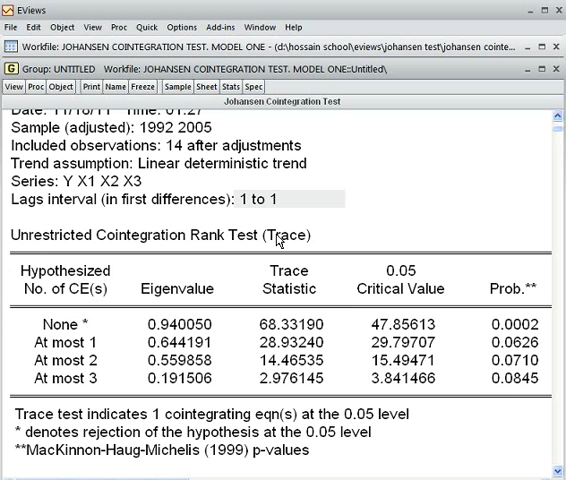 EViews
File Edit Object View Proc Quick Options Add-ins Window Help
Workfile: JOHANSEN COINTEGRATION TEST. MODEL ONE - (d:\hossain school\eviews\johansen test\johansen cointe...
G Group: UNTITLED Workfile: JOHANSEN COINTEGRATION TEST. MODEL ONE::Untitled\
View Proc Object Print Name Freeze Sample Sheet Stats Spec
Johansen Cointegration Test
Date: 11/18/11 Time: 01:27
Sample (adjusted): 1992 2005
Included observations: 14 after adjustments
Trend assumption: Linear deterministic trend
Series: Y X1 X2 X3
Lags interval (in first differences): 1 to 1
Unrestricted Cointegration Rank Test (Trace)
Hypothesized Trace 0.05
No. of CE(s) Eigenvalue Statistic Critical Value Prob.**
None * 0.940050 68.33190 47.85613 0.0002
At most 1 0.644191 28.93240 29.79707 0.0626
At most 2 0.559858 14.46535 15.49471 0.0710
At most 3 0.191506 2.976145 3.841466 0.0845
Trace test indicates 1 cointegrating eqn(s) at the 0.05 level
* denotes rejection of the hypothesis at the 0.05 level
**MacKinnon-Haug-Michelis (1999) p-values